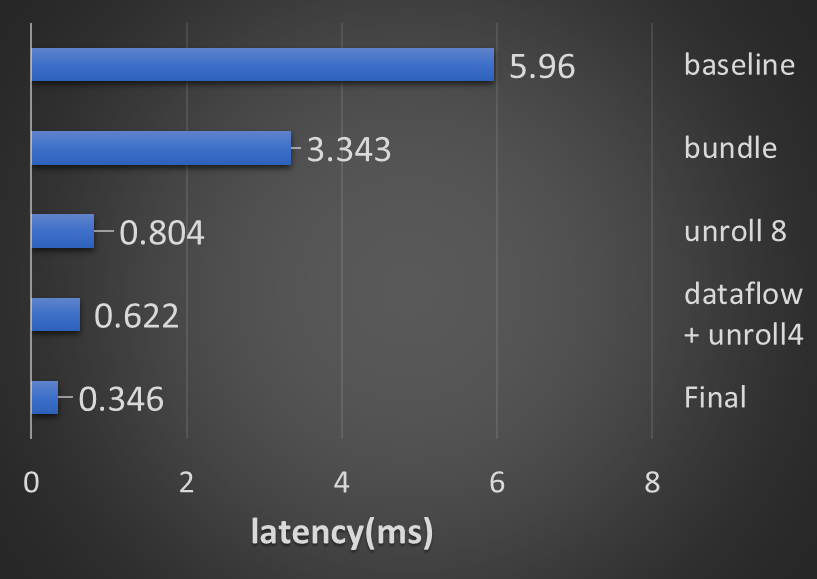 5.96 baseline
3.343 bundle
0.804 unroll 8
0.622 dataflow
+ unroll4
0.346 Final
0 2 4 6 8
latency(ms)